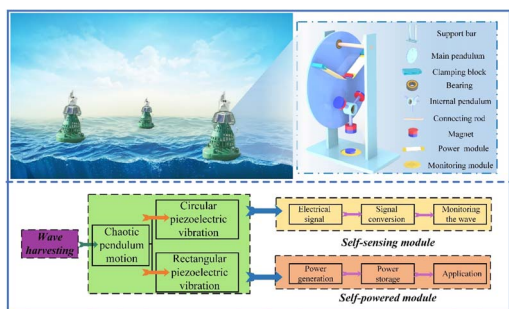 Support bar
Main pendulum
Clamping block
Bearing
Internal pendulum
Connecting rod
Magnet
Power module
Monitoring module
Wave
harvesting
Chaotic
pendulum
motion
Circular
piezoelectric
vibration
Rectangular
piezoelectric
vibration
Electrical
signal
Signal
conversion
Monitoring
the wave
Self-sensing module
Power
generation
Power
storage
Application
Self-powered module